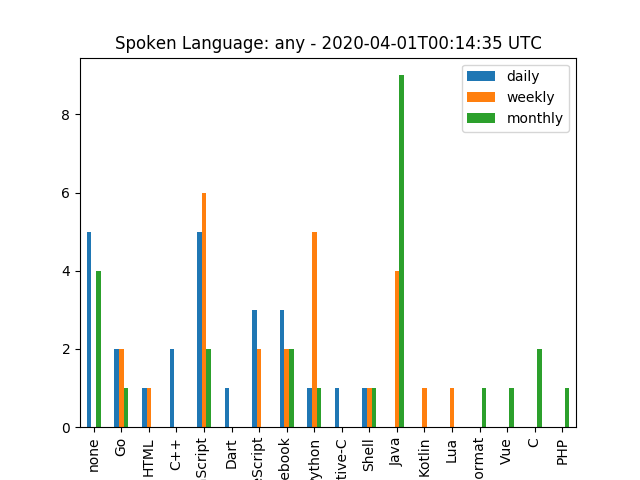 Spoken Language: any - 2020-04-01T00:14:35 UTC
daily
weekly
monthly
8
6
4
2
0
none
Go
HTML
C++
Script
Dart
eScript
ebook
ython
tive-C
Shell
Java
Kotlin
Lua
ormat
Vue
C
PHP